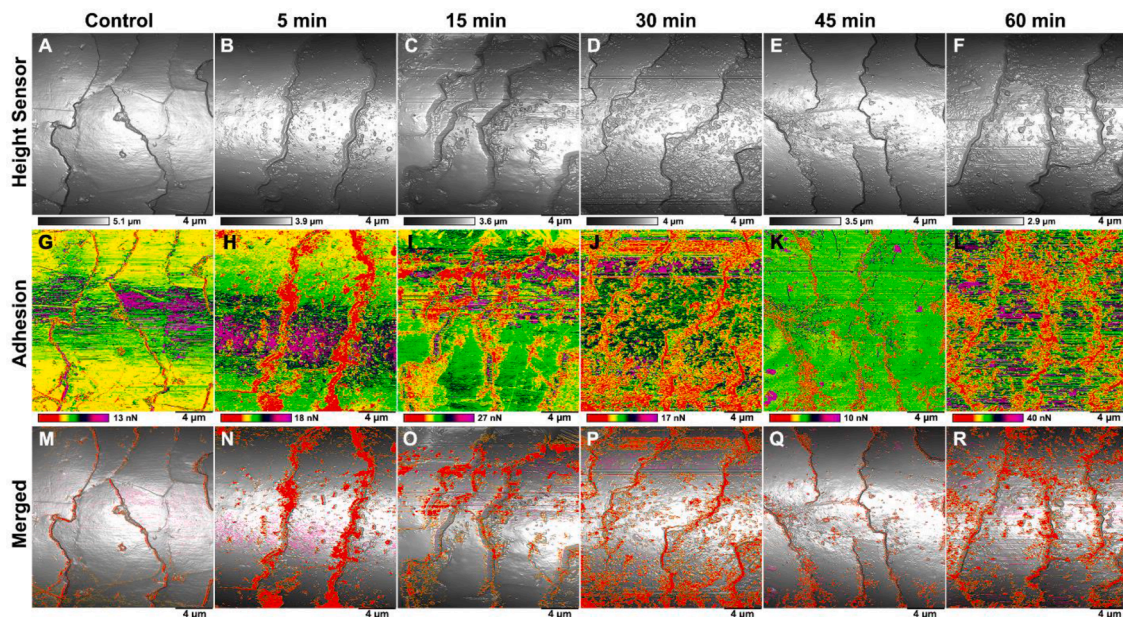 Control 5 min 15 min 30 min 45 min 60 min
Height Sensor
A B C D E F
5.1 µm 4 µm 3.9 µm 4 µm 3.6 µm 4 µm 4 µm 4 µm 3.5 µm 4 µm 2.9 µm 4 µm
Adhesion
G H I J K L
13 nN 4 µm 18 nN 4 µm 27 nN 4 µm 17 nN 4 µm 10 nN 4 µm 40 nN 4 µm
Merged
M N O P Q R
4 µm 4 µm 4 µm 4 µm 4 µm 4 µm